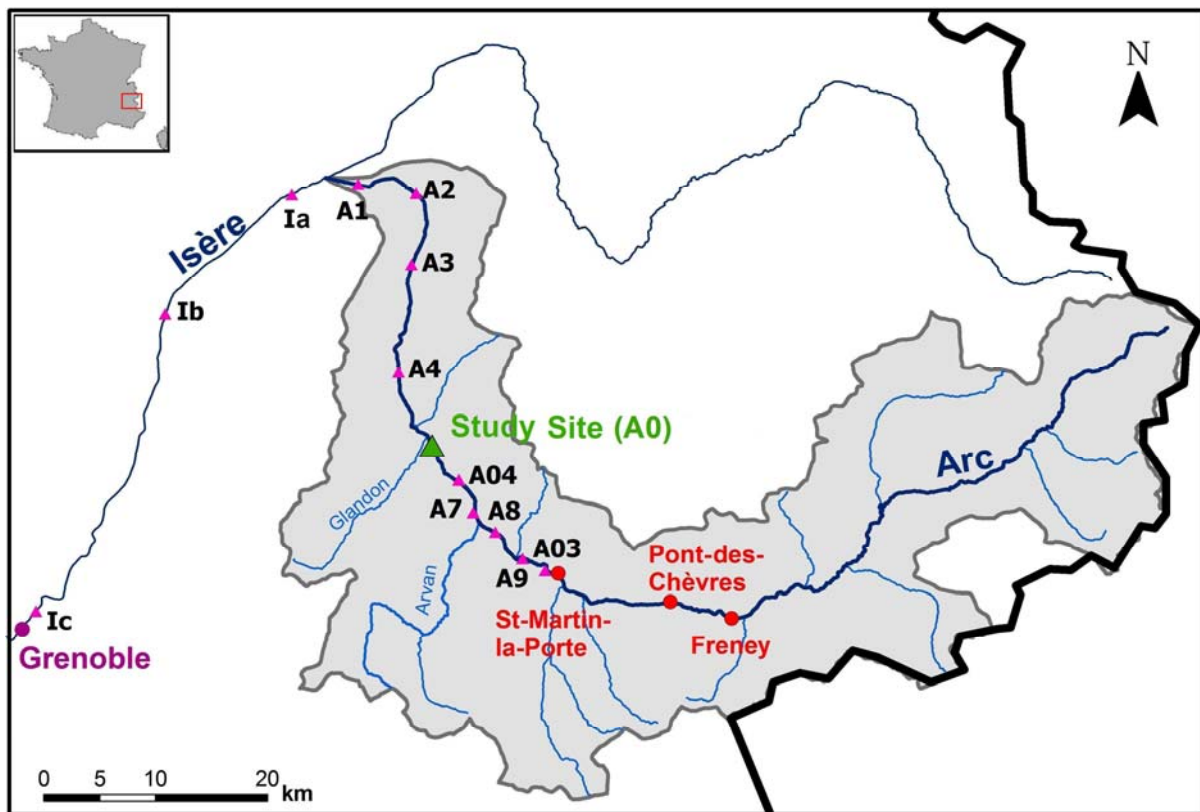 N
A1
A2
Ia
Isère
A3
Ib
A4
Study Site (A0)
Arc
A04
Glandon
A7
A8
A03
A9
Pont-des-
Chèvres
Arvan
St-Martin-
la-Porte
Freney
Ic
Grenoble
0 5 10 20
km